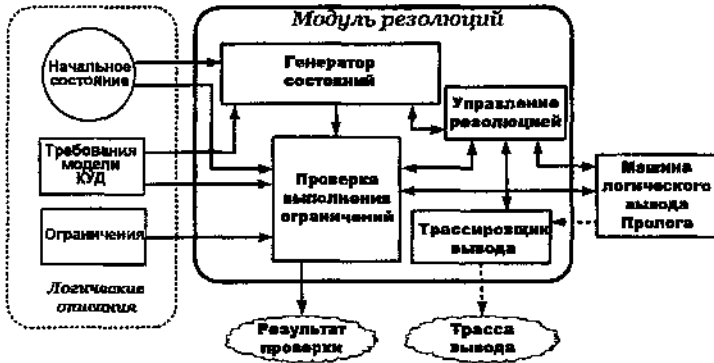 Модуль резолюций
Начальное
состояние
Генератор
состояний
Управление
резолюцией
Требования
модели
КУД
Проверка
выполнения
ограничений
Машина
логического
вывода
Пролога
Ограничения
Трассировщик
вывода
Логические
описания
Результат
проверки
Трасса
вывода